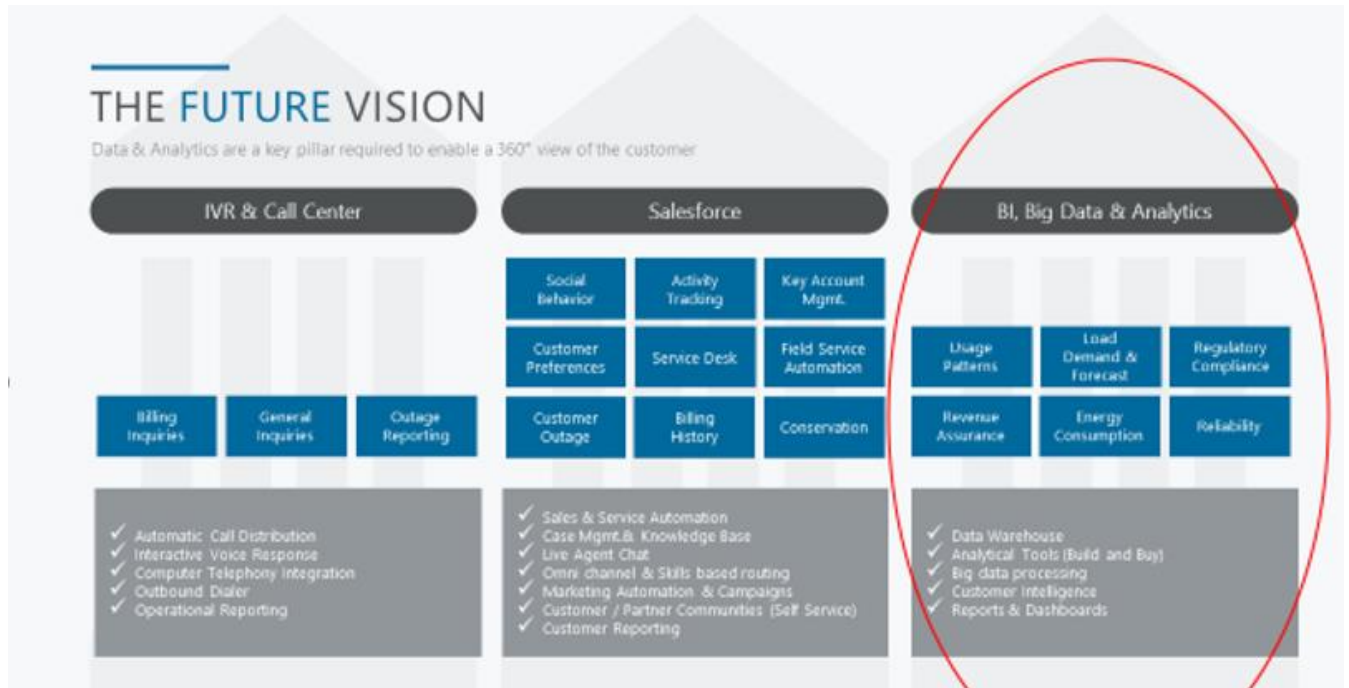 THE FUTURE VISION
Data & Analytics are a key pillar required to enable a 360° view of the customer
IVR & Call Center
Billing
Inquiries
General
Inquiries
Outage
Reporting
✓ Automatic Call Distribution
✓ Interactive Voice Response
✓ Computer Telephony Integration
✓ Outbound Dialer
✓ Operational Reporting
Salesforce
Social
Behavior
Activity
Tracking
Key Account
Mgmt.
Customer
Preferences
Service Desk
Field Service
Automation
Customer
Outage
Billing
History
Conservation
✓ Sales & Service Automation
✓ Case Mgmt.& Knowledge Base
✓ Live Agent Chat
✓ Omni channel & Skills based routing
✓ Marketing Automation & Campaigns
✓ Customer / Partner Communities (Self Service)
✓ Customer Reporting
BI, Big Data & Analytics
Usage
Patterns
Load
Demand &
Forecast
Regulatory
Compliance
Revenue
Assurance
Energy
Consumption
Reliability
✓ Data Warehouse
✓ Analytical Tools (Build and Buy)
✓ Big data processing
✓ Customer Intelligence
✓ Reports & Dashboards